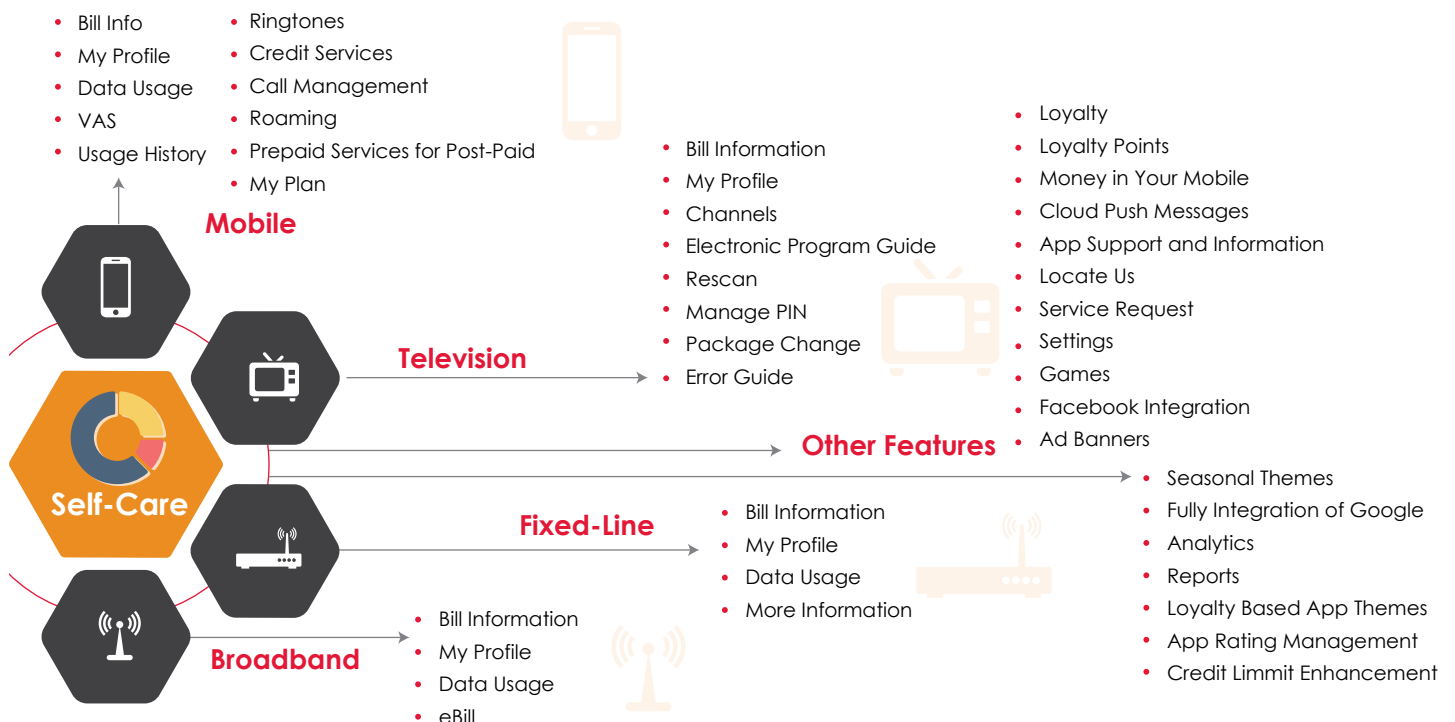 Bill Info
My Profile
Data Usage
VAS
Usage History
Ringtones
Credit Services
Call Management
Roaming
Prepaid Services for Post-Paid
My Plan
Mobile
Bill Information
My Profile
Channels
Electronic Program Guide
Rescan
Manage PIN
Package Change
Error Guide
Television
Loyalty
Loyalty Points
Money in Your Mobile
Cloud Push Messages
App Support and Information
Locate Us
Service Request
Settings
Games
Facebook Integration
Ad Banners
Other Features
Seasonal Themes
Fully Integration of Google
Analytics
Reports
Loyalty Based App Themes
App Rating Management
Credit Limmit Enhancement
Self-Care
Fixed-Line
Bill Information
My Profile
Data Usage
More Information
Broadband
Bill Information
My Profile
Data Usage
eBill